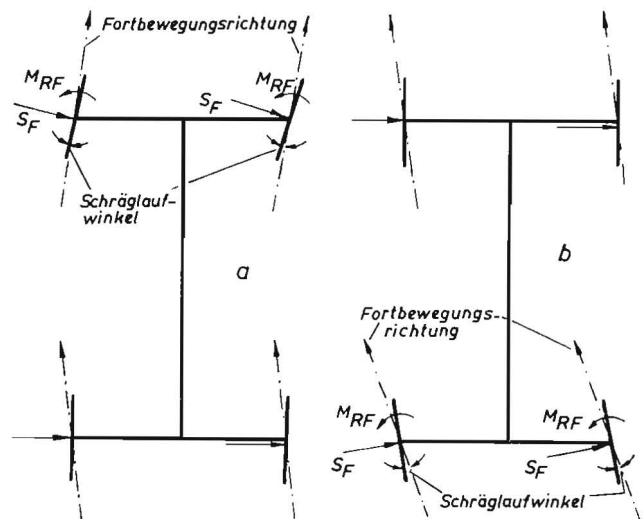 Fortbewegungsrichtung
M_RF
M_RF
S_F
S_F
Schräglauf-
winkel
a
b
Fortbewegungs-
richtung
M_RF
M_RF
S_F
S_F
Schräglaufwinkel